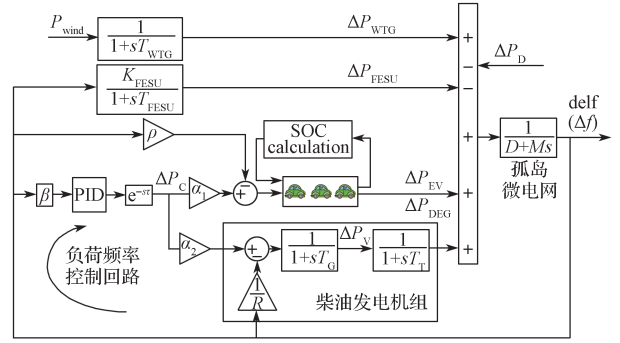 P_wind
1
1+sT_WTG
ΔP_WTG
+
−
ΔP_D
K_FESU
1+sT_FESU
ΔP_FESU
−
delf
(Δf)
ρ
SOC
calculation
+
1
D+Ms
孤岛
微电网
β
PID
e^−sτ
ΔP_C
α_1
+
−
ΔP_EV
+
ΔP_DEG
α_2
+
−
1
1+sT_G
ΔP_V
1
1+sT_T
+
负荷频率
控制回路
1
R
柴油发电机组